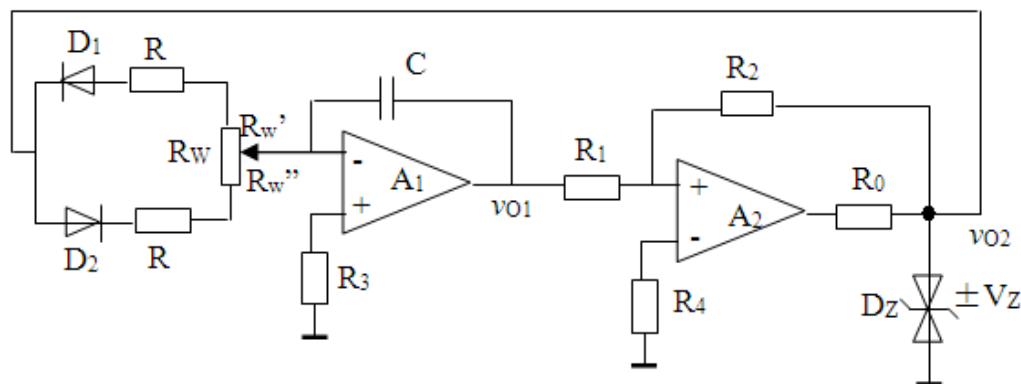 D1
R
C
R2
Rw'
RW
Rw"
-
+
A1
R1
vO1
+
-
A2
R0
vO2
D2
R
R3
R4
DZ
±VZ